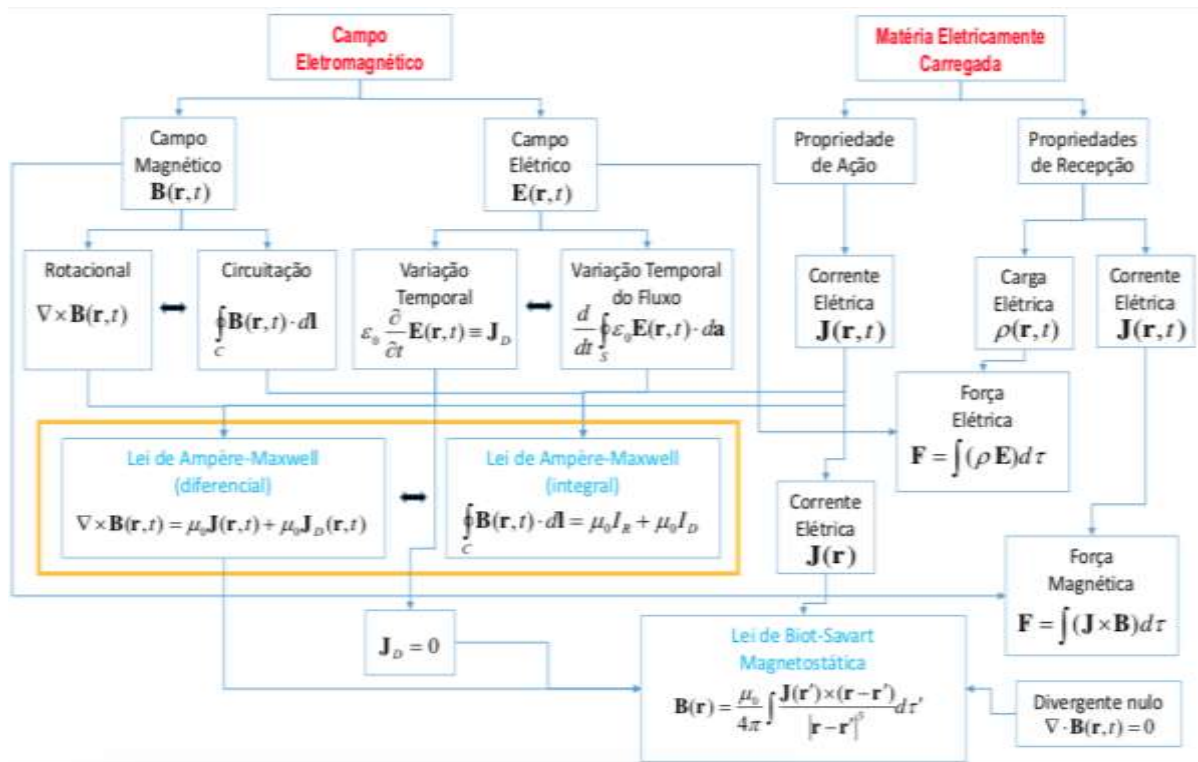 Campo
Eletromagnético
Matéria Eletricamente
Carregada
Campo
Magnético
B(r,t)
Campo
Elétrico
E(r,t)
Propriedade
de Ação
Propriedades
de Recepção
Rotacional
∇×B(r,t)
Circuitação
∮_C B(r,t)·dl
Variação
Temporal
ε₀ ∂/∂t E(r,t) ≡ J_D
Variação Temporal
do Fluxo
d/dt ∮_S ε₀E(r,t)·da
Corrente
Elétrica
J(r,t)
Carga
Elétrica
ρ(r,t)
Corrente
Elétrica
J(r,t)
Força
Elétrica
F = ∫(ρ E)dτ
Lei de Ampère-Maxwell
(diferencial)
∇×B(r,t) = μ₀J(r,t) + μ₀J_D(r,t)
Lei de Ampère-Maxwell
(integral)
∮_C B(r,t)·dl = μ₀I_R + μ₀I_D
Corrente
Elétrica
J(r)
Força
Magnética
F = ∫(J×B)dτ
J_D = 0
Lei de Biot-Savart
Magnetostática
B(r) = μ₀/4π ∫ J(r')×(r−r')/|r−r'| dτ'
Divergente nulo
∇·B(r,t) = 0